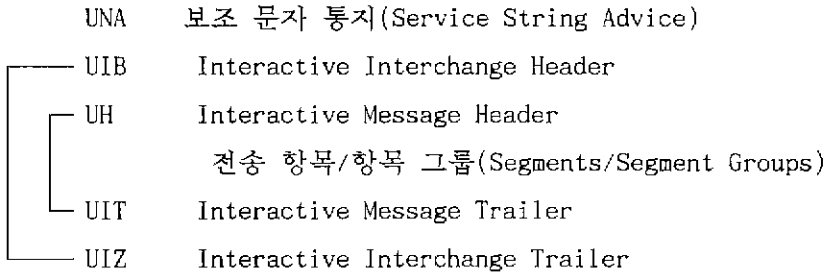 UNA 보조 문자 통지(Service String Advice)
UIB Interactive Interchange Header
UH Interactive Message Header
전송 항목/항목 그룹(Segments/Segment Groups)
UIT Interactive Message Trailer
UIZ Interactive Interchange Trailer